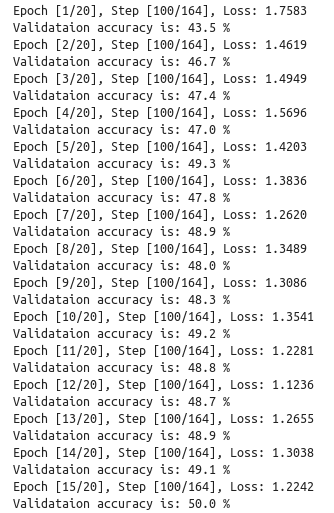 Epoch [1/20], Step [100/164], Loss: 1.7583
Validataion accuracy is: 43.5 %
Epoch [2/20], Step [100/164], Loss: 1.4619
Validataion accuracy is: 46.7 %
Epoch [3/20], Step [100/164], Loss: 1.4949
Validataion accuracy is: 47.4 %
Epoch [4/20], Step [100/164], Loss: 1.5696
Validataion accuracy is: 47.0 %
Epoch [5/20], Step [100/164], Loss: 1.4203
Validataion accuracy is: 49.3 %
Epoch [6/20], Step [100/164], Loss: 1.3836
Validataion accuracy is: 47.8 %
Epoch [7/20], Step [100/164], Loss: 1.2620
Validataion accuracy is: 48.9 %
Epoch [8/20], Step [100/164], Loss: 1.3489
Validataion accuracy is: 48.0 %
Epoch [9/20], Step [100/164], Loss: 1.3086
Validataion accuracy is: 48.3 %
Epoch [10/20], Step [100/164], Loss: 1.3541
Validataion accuracy is: 49.2 %
Epoch [11/20], Step [100/164], Loss: 1.2281
Validataion accuracy is: 48.8 %
Epoch [12/20], Step [100/164], Loss: 1.1236
Validataion accuracy is: 48.7 %
Epoch [13/20], Step [100/164], Loss: 1.2655
Validataion accuracy is: 48.9 %
Epoch [14/20], Step [100/164], Loss: 1.3038
Validataion accuracy is: 49.1 %
Epoch [15/20], Step [100/164], Loss: 1.2242
Validataion accuracy is: 50.0 %